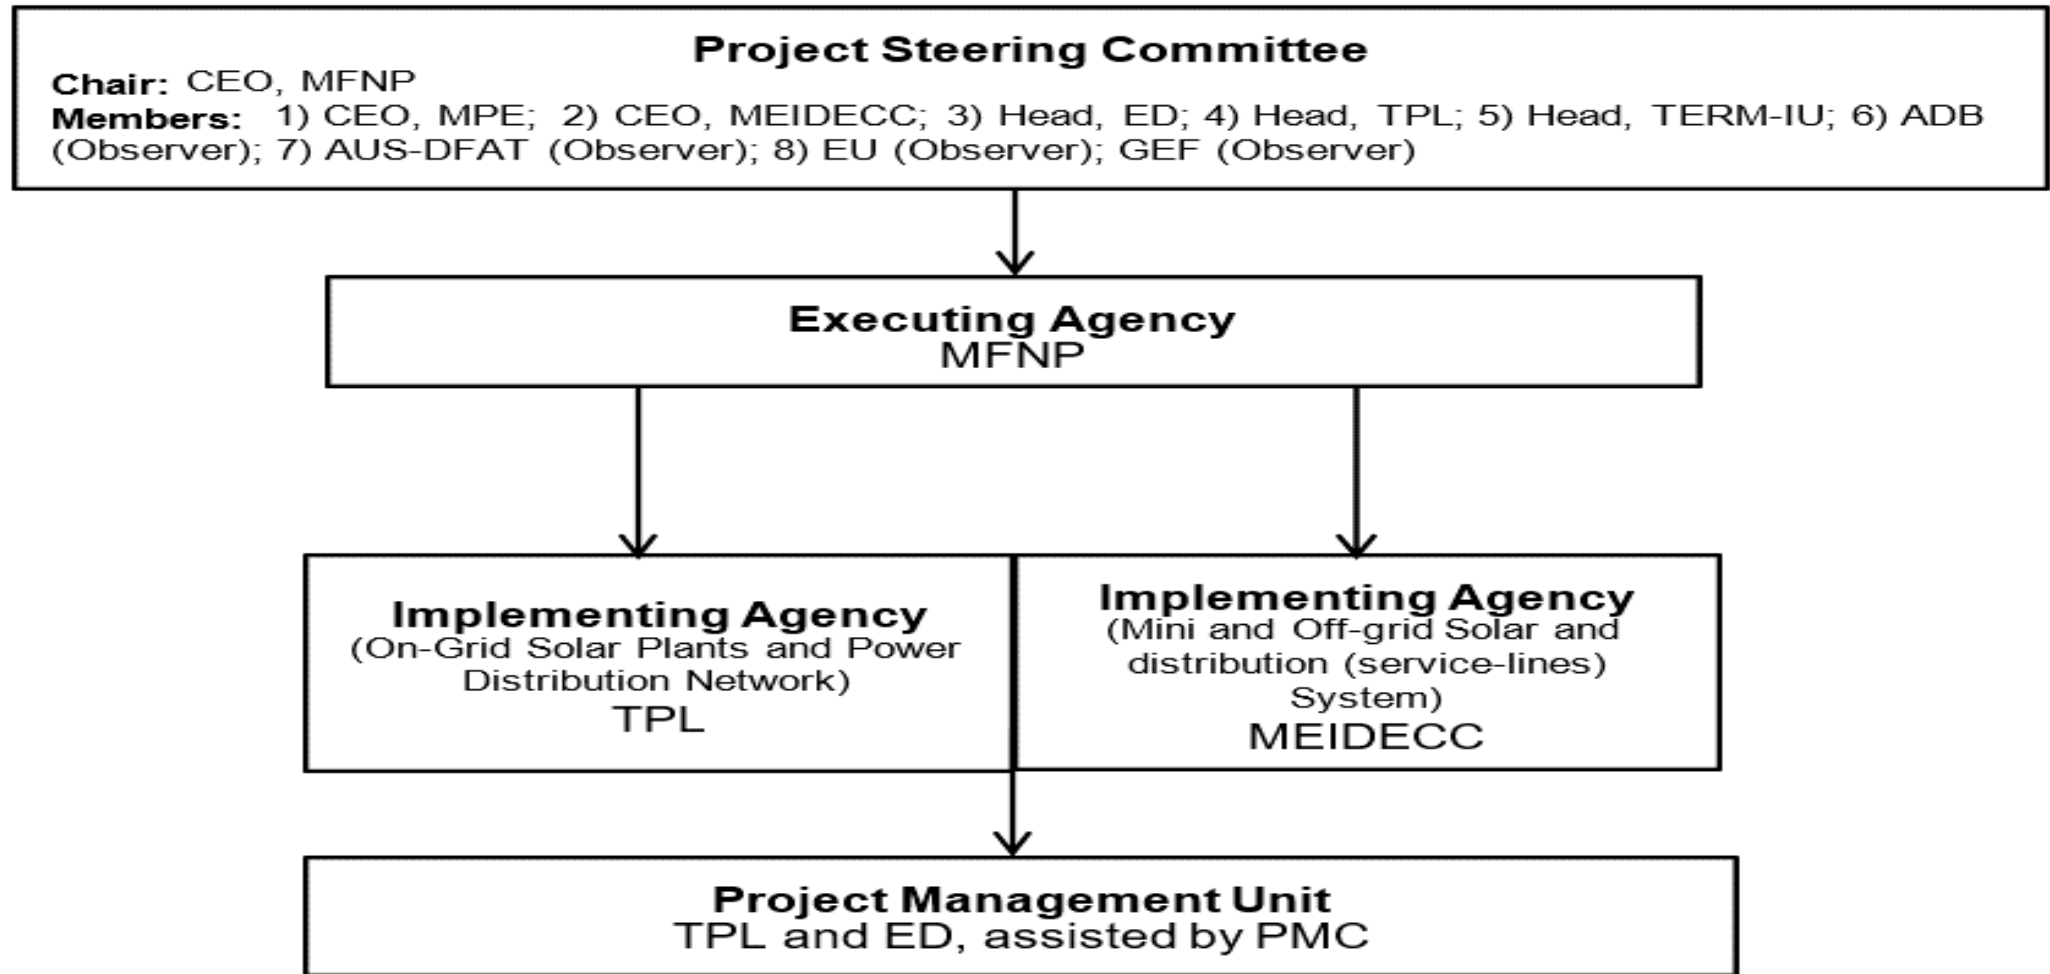 Project Steering Committee
Chair: CEO, MFNP
Members: 1) CEO, MPE; 2) CEO, MEIDECC; 3) Head, ED; 4) Head, TPL; 5) Head, TERM-IU; 6) ADB
(Observer); 7) AUS-DFAT (Observer); 8) EU (Observer); GEF (Observer)
Executing Agency
MFNP
Implementing Agency
(On-Grid Solar Plants and Power
Distribution Network)
TPL
Implementing Agency
(Mini and Off-grid Solar and
distribution (service-lines)
System)
MEIDECC
Project Management Unit
TPL and ED, assisted by PMC